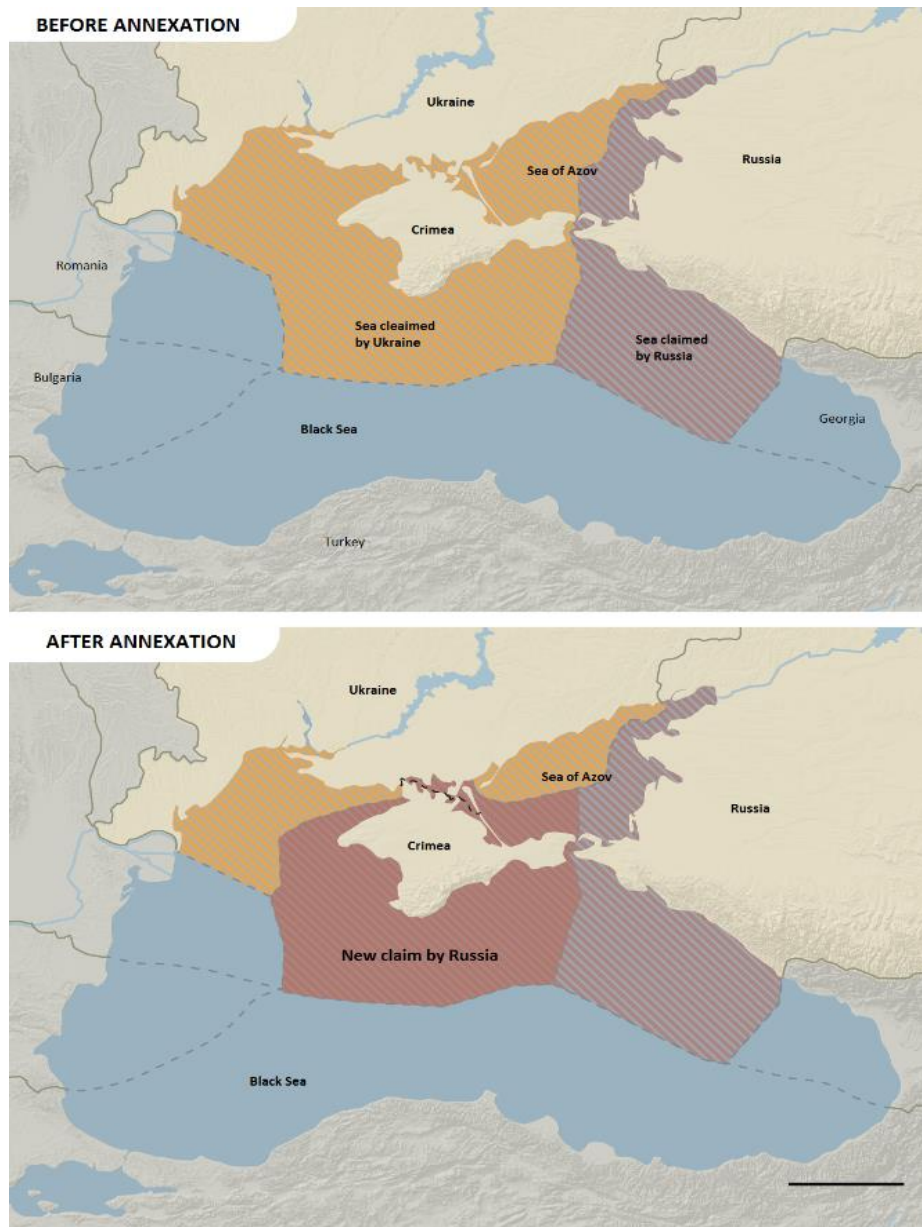 BEFORE ANNEXATION
Ukraine
Sea of Azov
Russia
Crimea
Romania
Sea cleaimed
by Ukraine
Sea claimed
by Russia
Bulgaria
Georgia
Black Sea
Turkey
AFTER ANNEXATION
Ukraine
Sea of Azov
Russia
Crimea
New claim by Russia
Black Sea